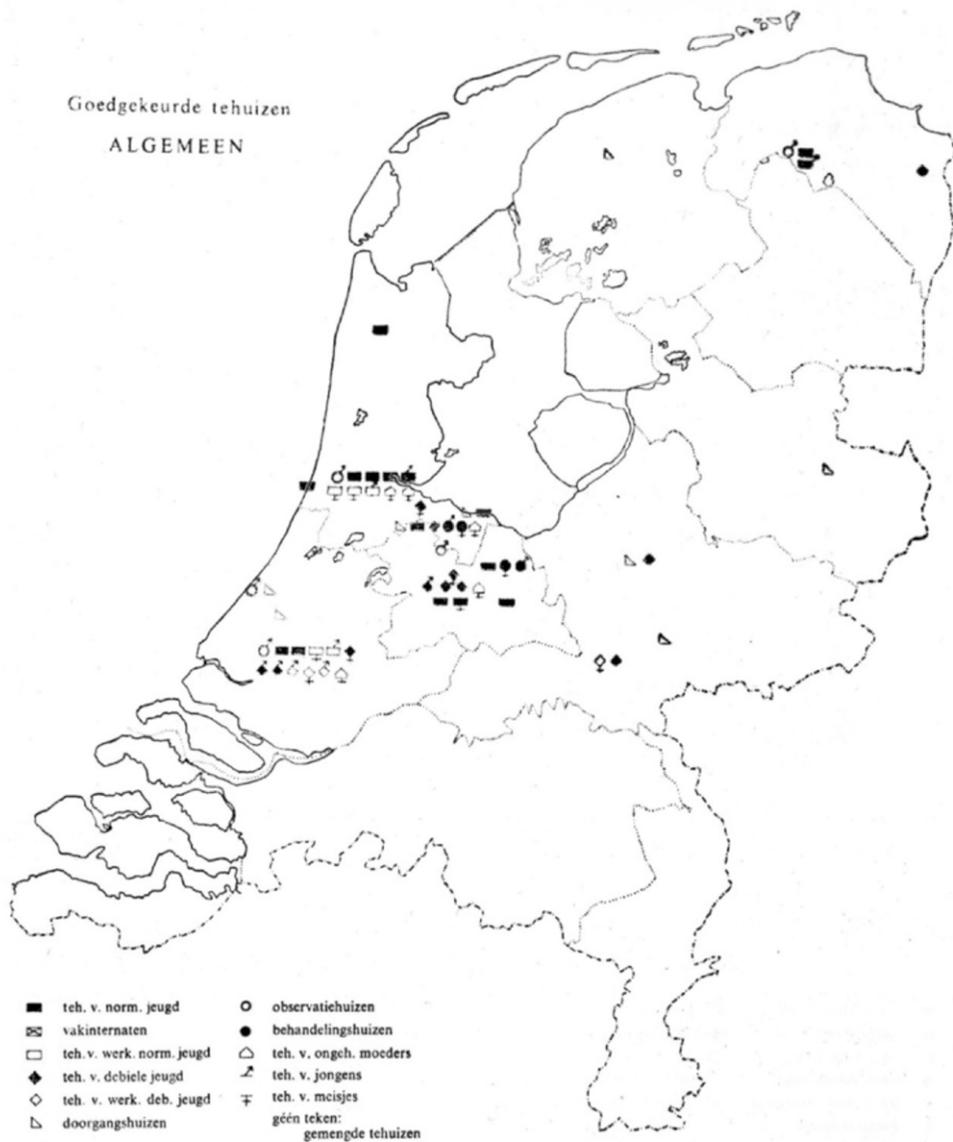 Goedgekeurde tehuizen
ALGEMEEN
teh. v. norm. jeugd
vakinternaten
teh. v. werk. norm. jeugd
teh. v. debiele jeugd
teh. v. werk. deb. jeugd
doorgangshuizen
observatiehuizen
behandelingshuizen
teh. v. ongeh. moeders
teh. v. jongens
teh. v. meisjes
géén teken:
gemengde tehuizen